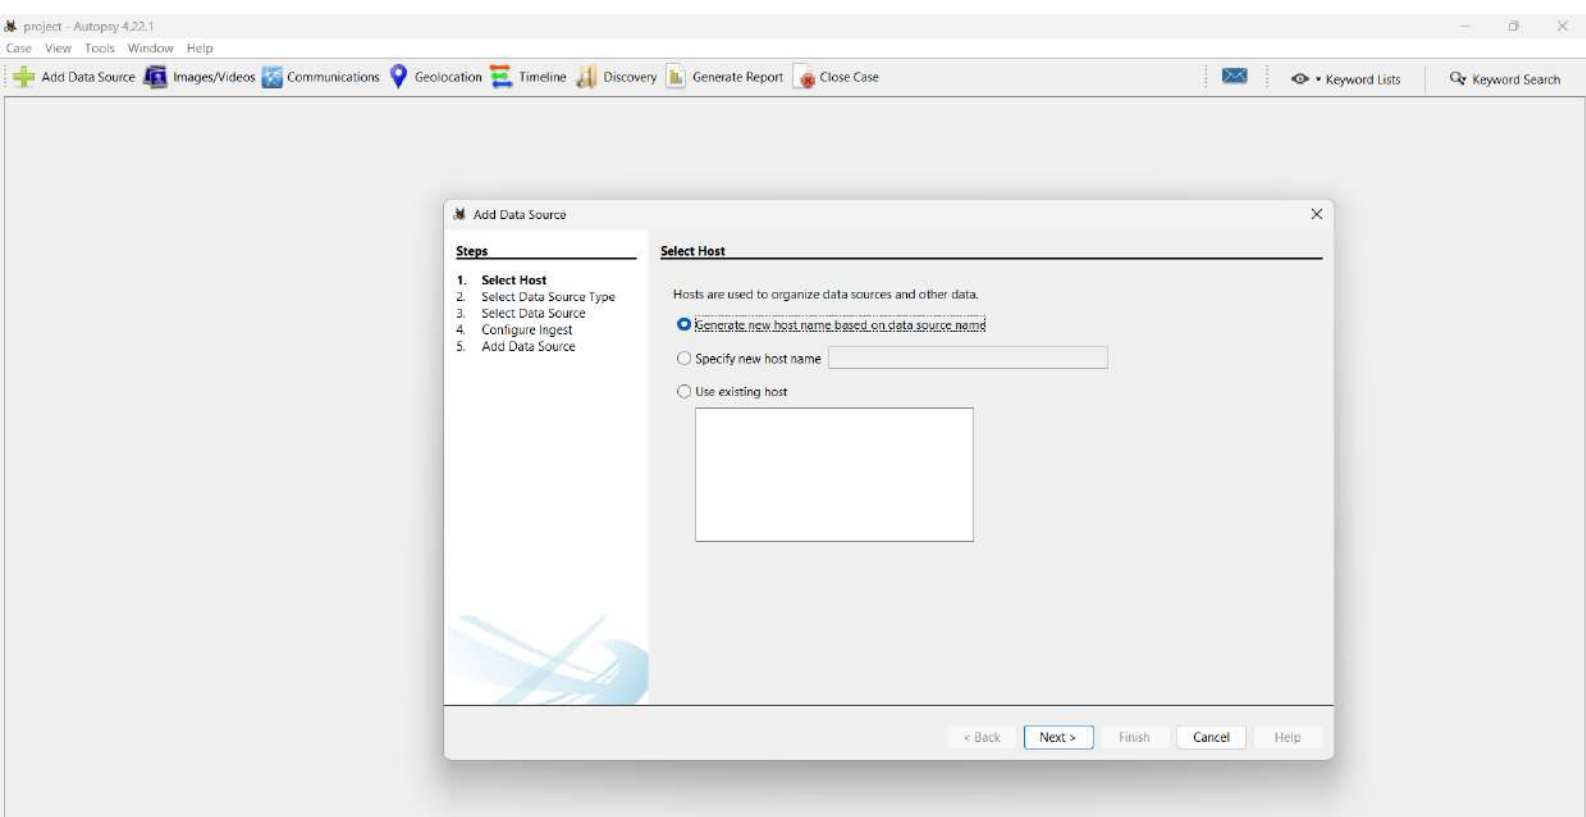 project - Autopsy 4.22.1
Case View Tools Window Help
Add Data Source Images/Videos Communications Geolocation Timeline Discovery Generate Report Close Case Keyword Lists Keyword Search
Add Data Source
Steps
1. Select Host
2. Select Data Source Type
3. Select Data Source
4. Configure Ingest
5. Add Data Source
Select Host
Hosts are used to organize data sources and other data.
Generate new host name based on data source name
Specify new host name
Use existing host
< Back Next > Finish Cancel Help